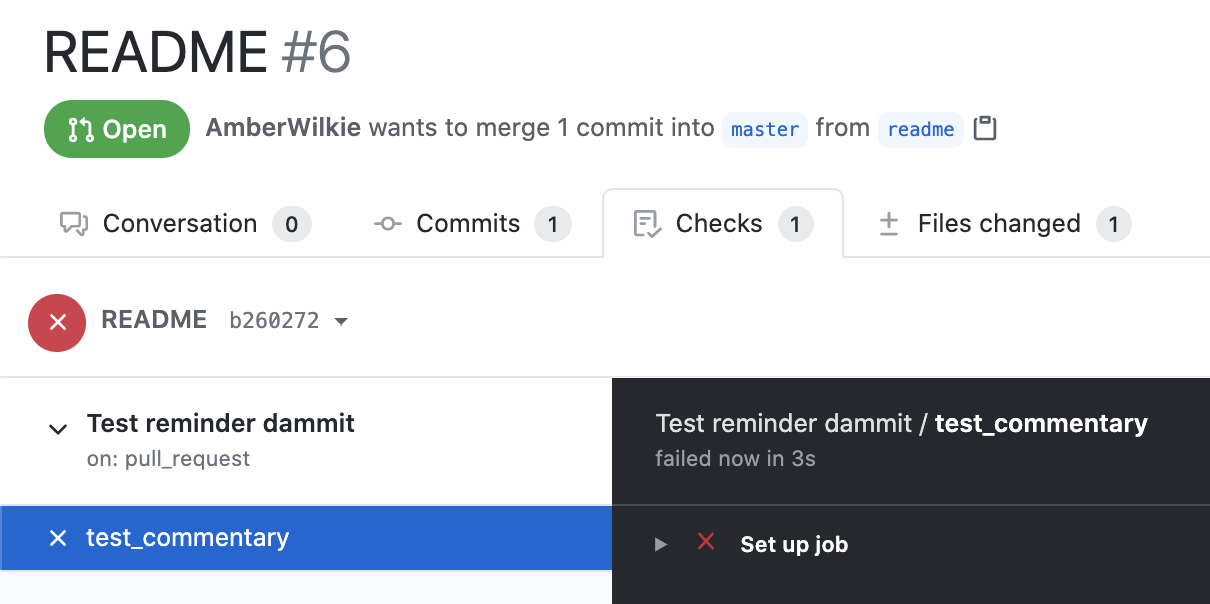 README #6
Open AmberWilkie wants to merge 1 commit into master from readme
Conversation 0 Commits 1 Checks 1 Files changed 1
README b260272
Test reminder dammit
on: pull_request
test_commentary
Test reminder dammit / test_commentary
failed now in 3s
Set up job